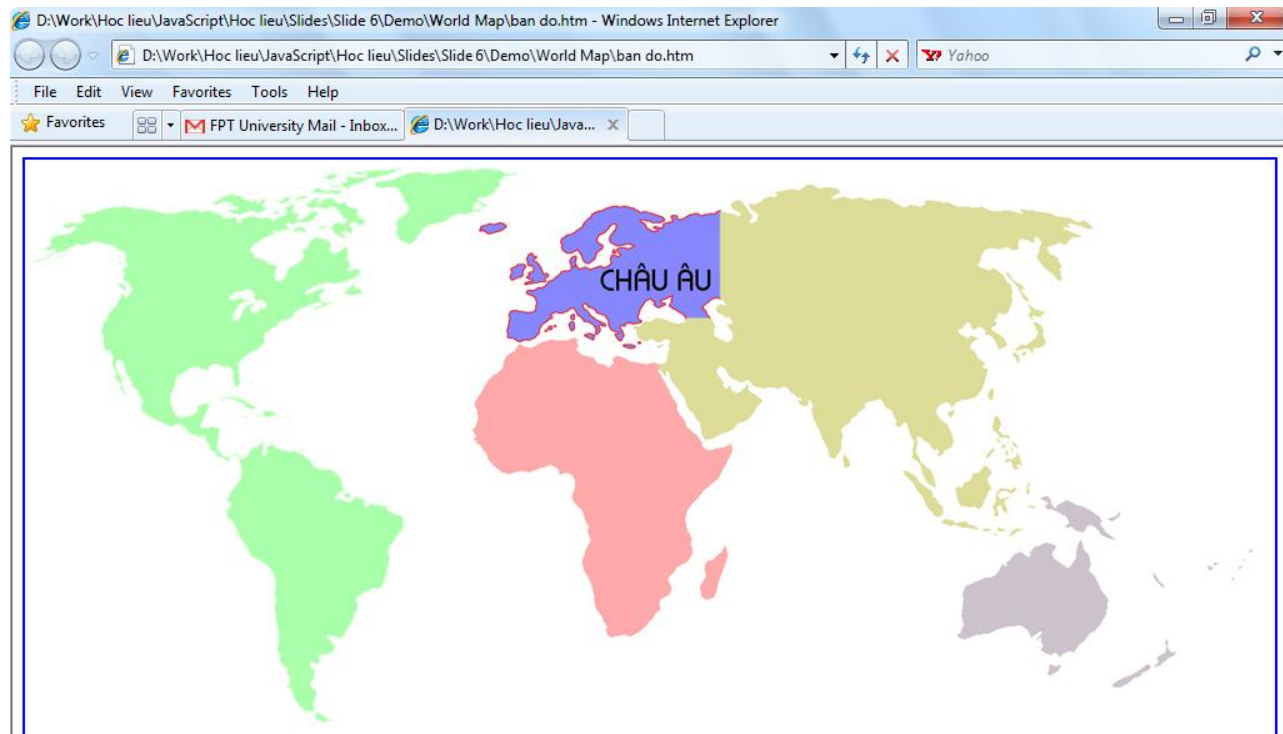 D:\Work\Hoc lieu\JavaScript\Hoc lieu\Slides\Slide 6\Demo\World Map\ban do.htm - Windows Internet Explorer
D:\Work\Hoc lieu\JavaScript\Hoc lieu\Slides\Slide 6\Demo\World Map\ban do.htm Yahoo
File Edit View Favorites Tools Help
Favorites FPT University Mail - Inbox... D:\Work\Hoc lieu\Java...
CHÂU ÂU